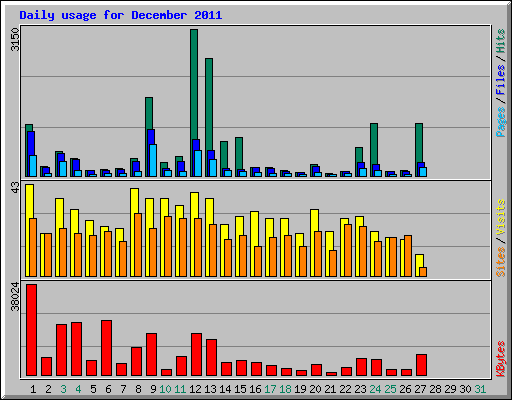 Daily usage for December 2011
3150
Pages / Files / Hits
43
Sites / Visits
38024
KBytes
1 2 3 4 5 6 7 8 9 10 11 12 13 14 15 16 17 18 19 20 21 22 23 24 25 26 27 28 29 30 31